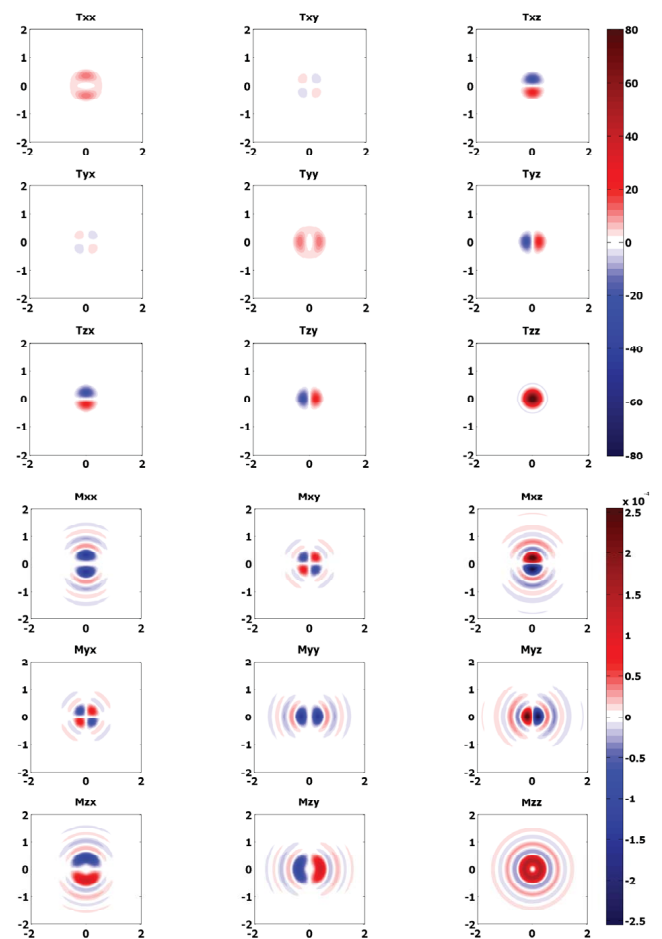 Txx Txy Txz
2 2 2 80
1 1 1 60
0 0 0 40
-1 -1 -1
-2 -2 -2
-2 0 2 -2 0 2 -2 0 2
Tyx Tyy Tyz
2 2 2 20
1 1 1
0 0 0 0
-1 -1 -1
-2 -2 -2 -20
-2 0 2 -2 0 2 -2 0 2
Tzx Tzy Tzz
2 2 2 -40
1 1 1 -60
0 0 0
-1 -1 -1
-2 -2 -2 -80
-2 0 2 -2 0 2 -2 0 2
Mxx Mxy Mxz x 10
2 2 2 2.5
1 1 1 2
0 0 0 1.5
-1 -1 -1 1
-2 -2 -2
-2 0 2 -2 0 2 -2 0 2
Myx Myy Myz
2 2 2 0.5
1 1 1
0 0 0 0
-1 -1 -1 -0.5
-2 -2 -2 -1
-2 0 2 -2 0 2 -2 0 2
Mzx Mzy Mzz
2 2 2 -1.5
1 1 1
0 0 0 -2
-1 -1 -1
-2 -2 -2 -2.5
-2 0 2 -2 0 2 -2 0 2